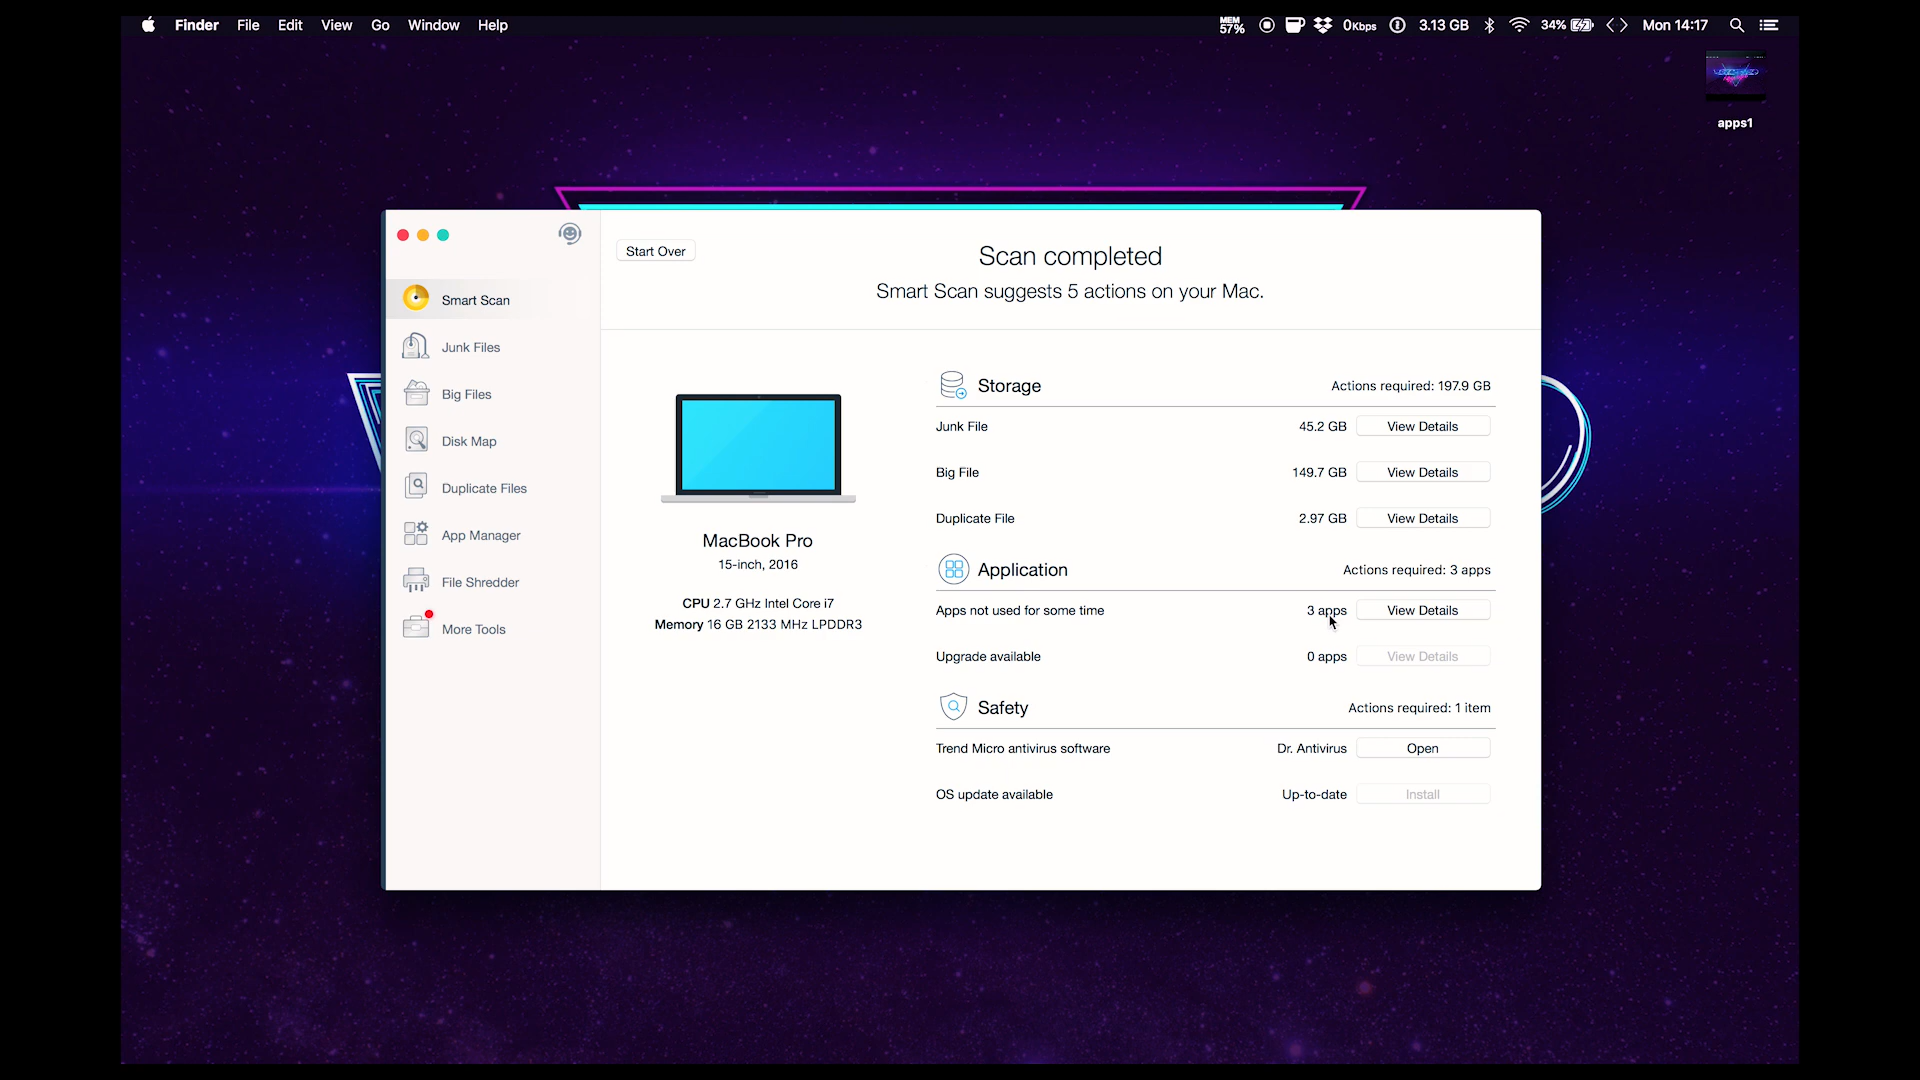 Finder File Edit View Go Window Help MEM 57% 0Kbps 3.13 GB 34% Mon 14:17
apps1
Start Over
Scan completed
Smart Scan suggests 5 actions on your Mac.
Smart Scan
Junk Files
Big Files
Disk Map
Duplicate Files
App Manager
File Shredder
More Tools
MacBook Pro
15-inch, 2016
CPU 2.7 GHz Intel Core i7
Memory 16 GB 2133 MHz LPDDR3
Storage Actions required: 197.9 GB
Junk File 45.2 GB View Details
Big File 149.7 GB View Details
Duplicate File 2.97 GB View Details
Application Actions required: 3 apps
Apps not used for some time 3 apps View Details
Upgrade available 0 apps View Details
Safety Actions required: 1 item
Trend Micro antivirus software Dr. Antivirus Open
OS update available Up-to-date Install